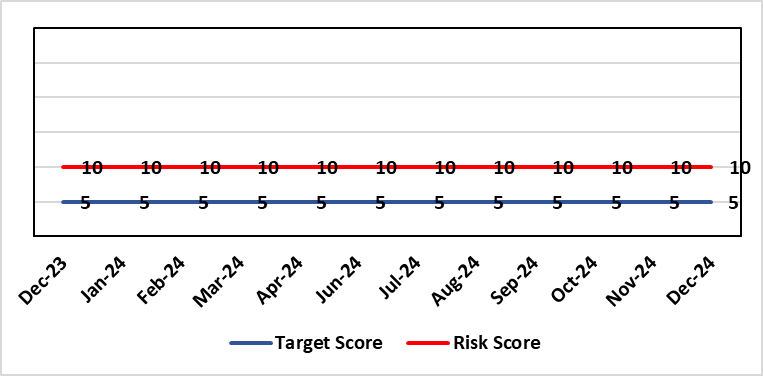 10 10 10 10 10 10 10 10 10 10 10 10
5 5 5 5 5 5 5 5 5 5 5 5
Dec-23 Jan-24 Feb-24 Mar-24 Apr-24 Jun-24 Jul-24 Aug-24 Sep-24 Oct-24 Nov-24 Dec-24
Target Score Risk Score